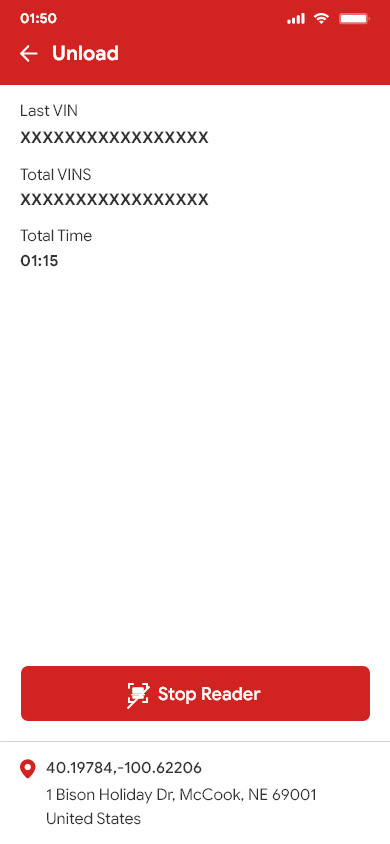 01:50
Unload
Last VIN
XXXXXXXXXXXXXXXXX
Total VINS
XXXXXXXXXXXXXXXXX
Total Time
01:15
Stop Reader
40.19784,-100.62206
1 Bison Holiday Dr, McCook, NE 69001
United States